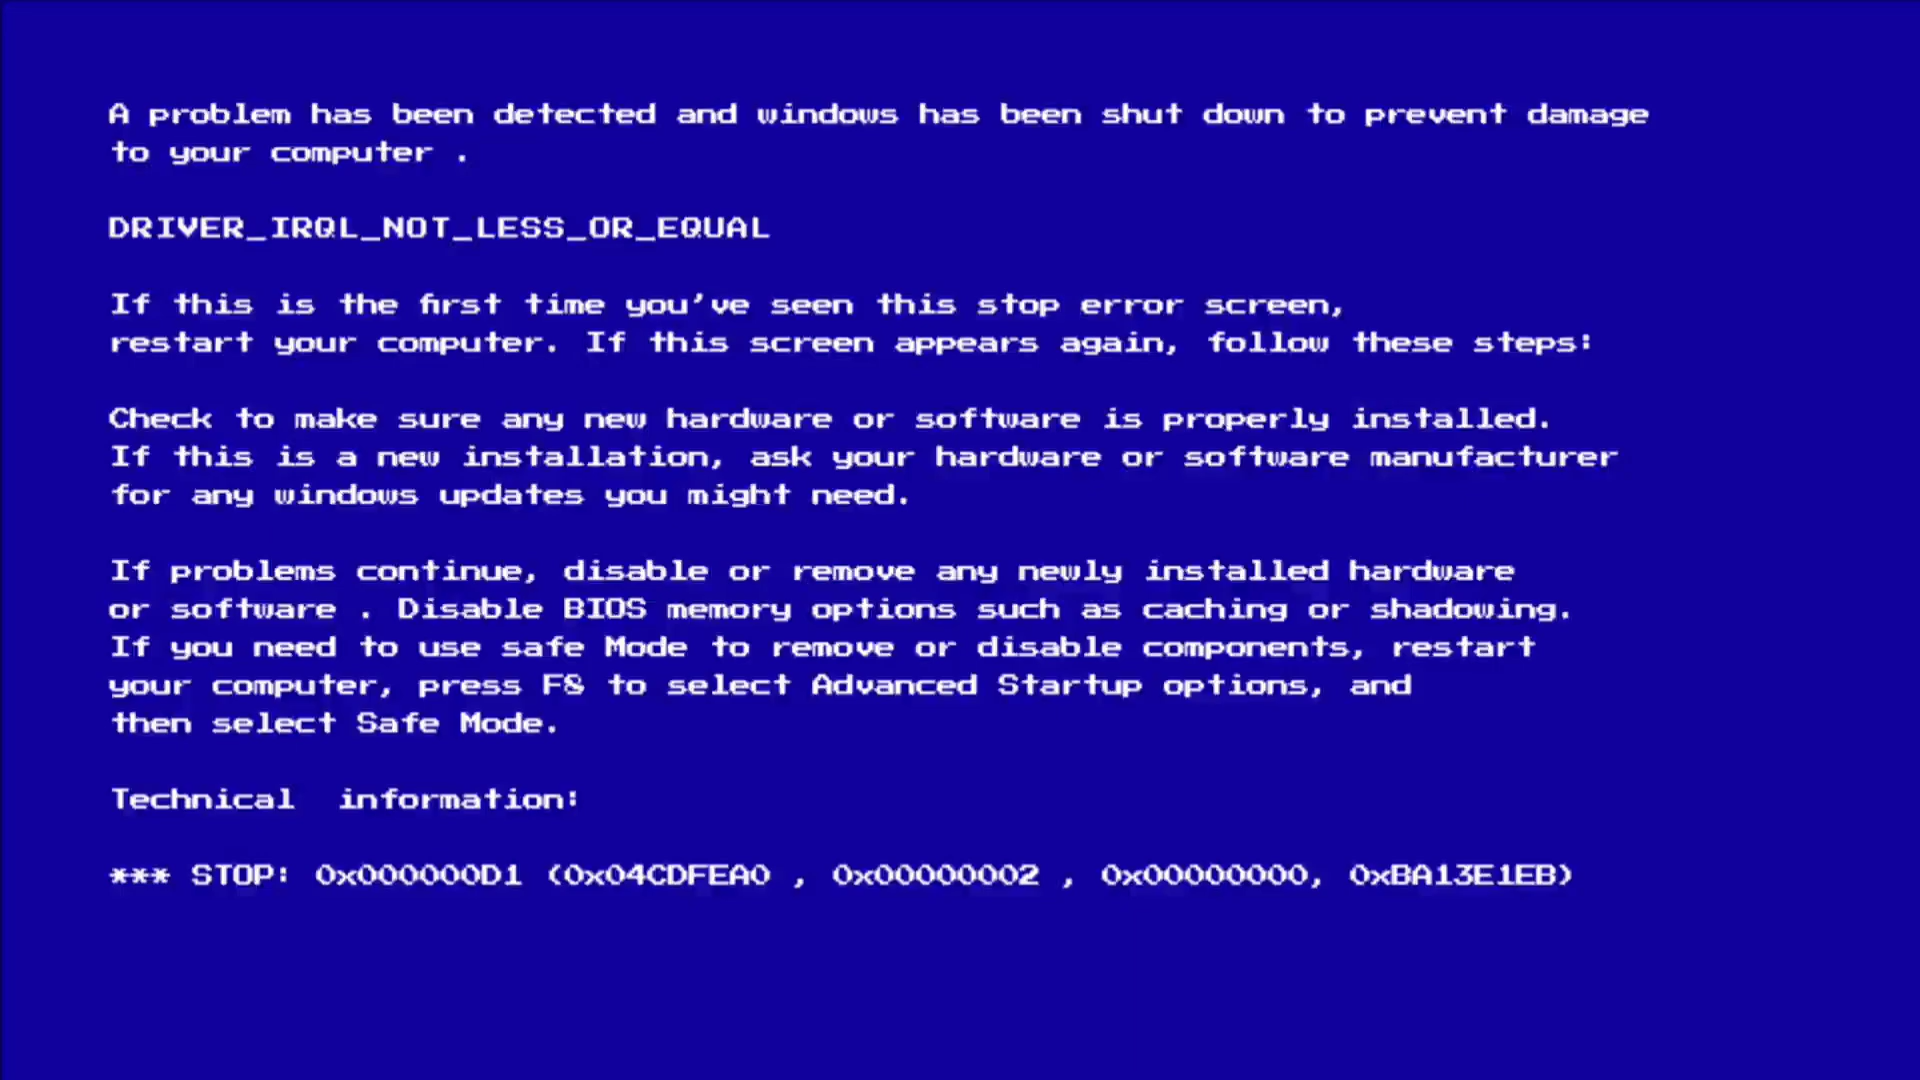 A problem has been detected and windows has been shut down to prevent damage
to your computer .
DRIVER_IRQL_NOT_LESS_OR_EQUAL
If this is the first time you've seen this stop error screen,
restart your computer. If this screen appears again, follow these steps:
Check to make sure any new hardware or software is properly installed.
If this is a new installation, ask your hardware or software manufacturer
for any windows updates you might need.
If problems continue, disable or remove any newly installed hardware
or software . Disable BIOS memory options such as caching or shadowing.
If you need to use safe Mode to remove or disable components, restart
your computer, press F& to select Advanced Startup options, and
then select Safe Mode.
Technical  information:
*** STOP: 0x000000D1 (0x04CDFEA0 , 0x00000002 , 0x00000000, 0xBA13E1EB)